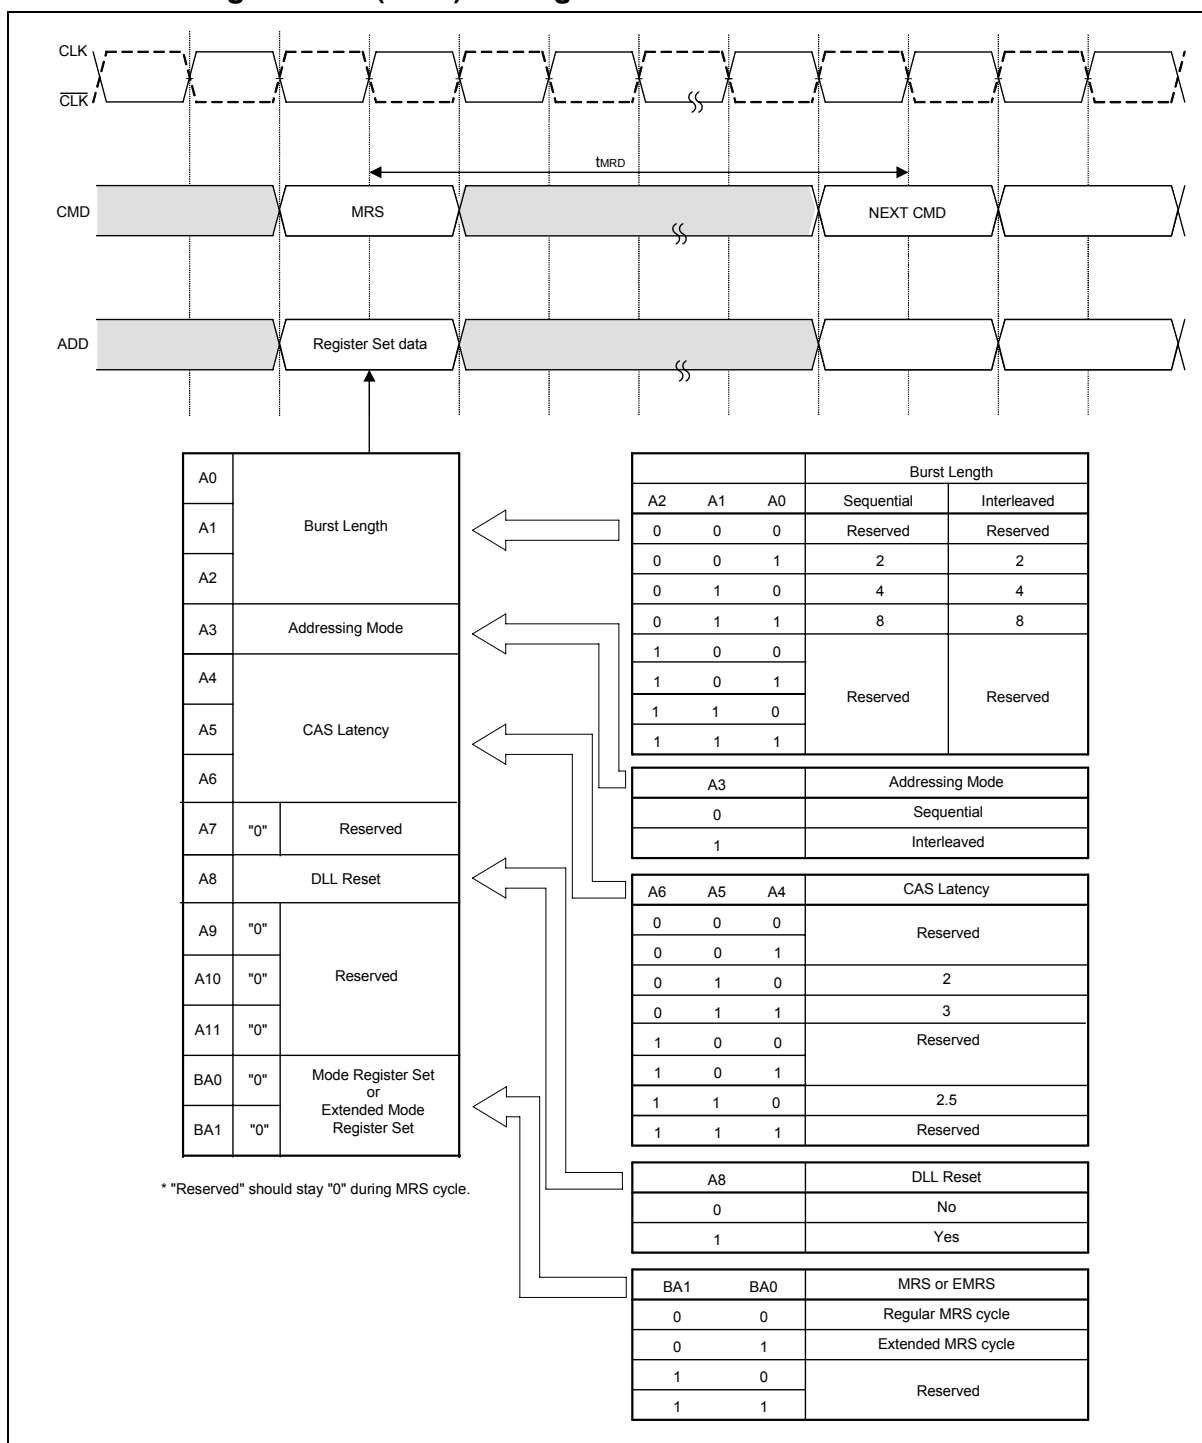 CLK
CLK
tMRD
CMD MRS NEXT CMD
ADD Register Set data
A0
A1 Burst Length
A2
A3 Addressing Mode
A4
A5 CAS Latency
A6
A7 "0" Reserved
A8 DLL Reset
A9 "0"
A10 "0" Reserved
A11 "0"
BA0 "0" Mode Register Set
or
Extended Mode
BA1 "0" Register Set
* "Reserved" should stay "0" during MRS cycle.
Burst Length
A2 A1 A0 Sequential Interleaved
0 0 0 Reserved Reserved
0 0 1 2 2
0 1 0 4 4
0 1 1 8 8
1 0 0
1 0 1
Reserved Reserved
1 1 0
1 1 1
A3 Addressing Mode
0 Sequential
1 Interleaved
A6 A5 A4 CAS Latency
0 0 0
Reserved
0 0 1
0 1 0 2
0 1 1 3
1 0 0 Reserved
1 0 1
1 1 0 2.5
1 1 1 Reserved
A8 DLL Reset
0 No
1 Yes
BA1 BA0 MRS or EMRS
0 0 Regular MRS cycle
0 1 Extended MRS cycle
1 0
Reserved
1 1